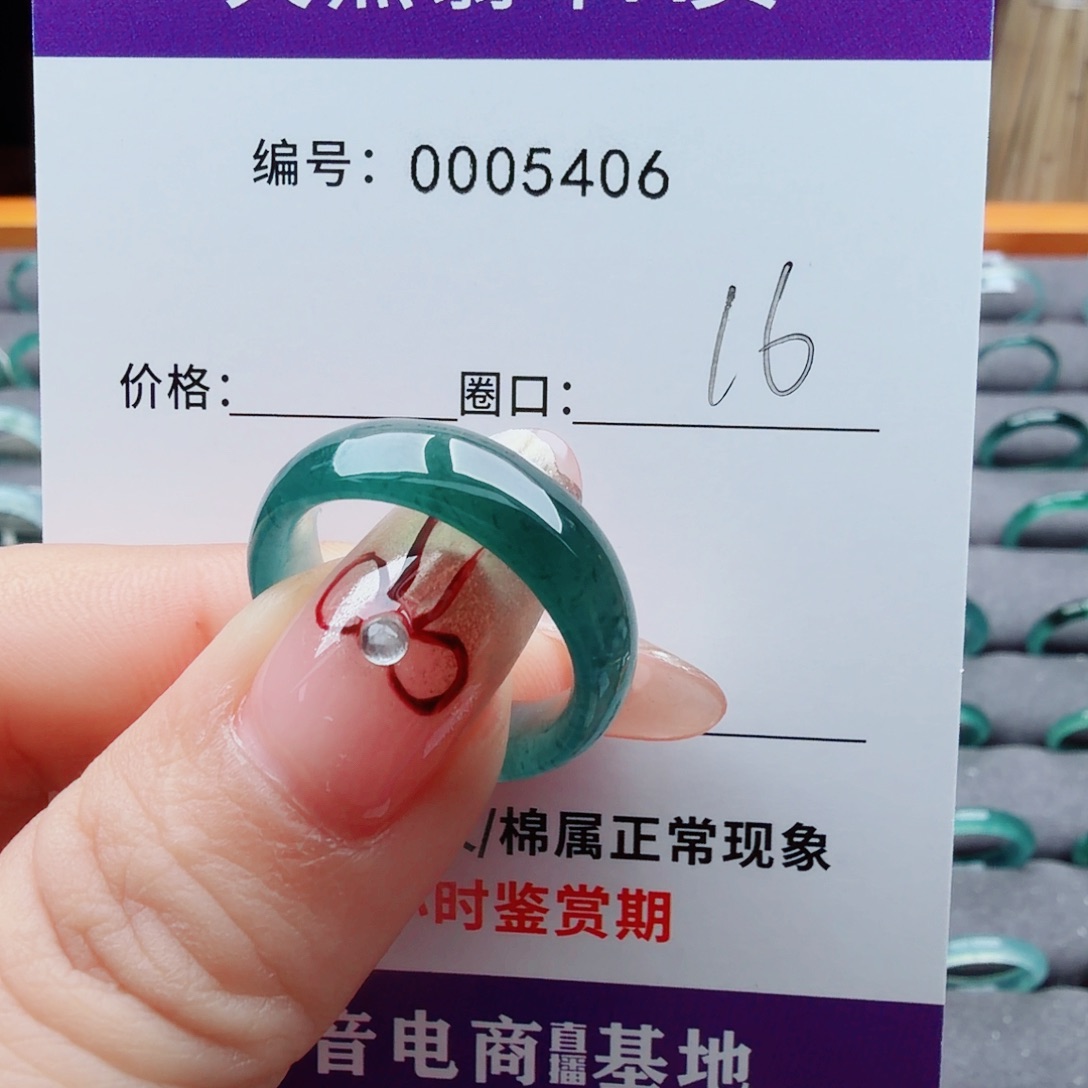 编号：0005406
16
价格：圈口：
/棉属正常现象
时鉴赏期
音电商直播基地